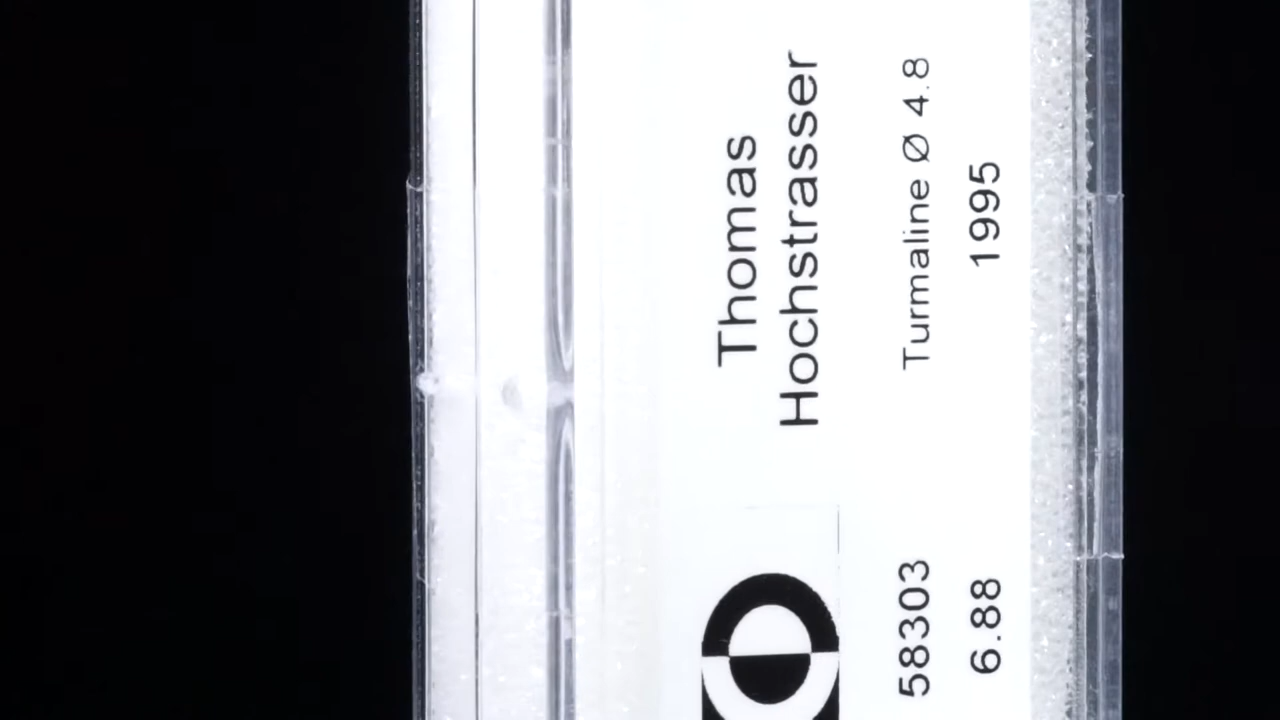 Thomas
Hochstrasser
Turmaline Ø 4.8
1995
58303
6.88